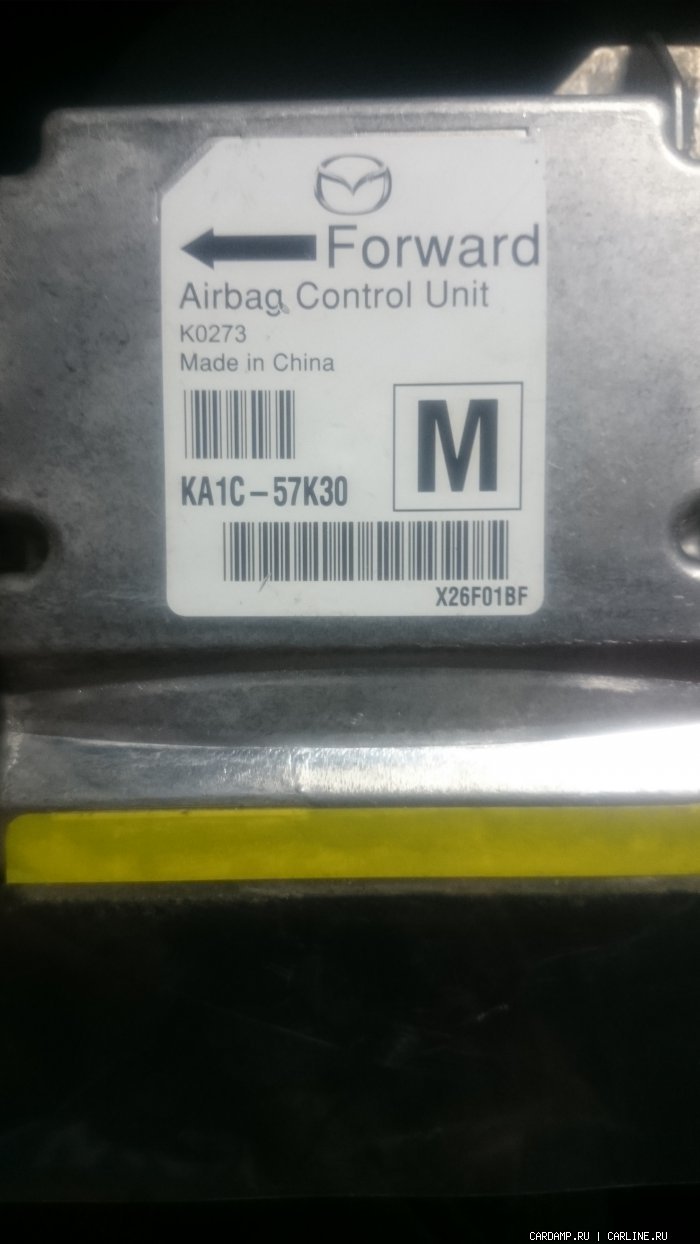 Forward
Airbag Control Unit
K0273
Made in China
M
KA1C-57K30
X26F01BF
CARDAMP.RU | CARLINE.RU